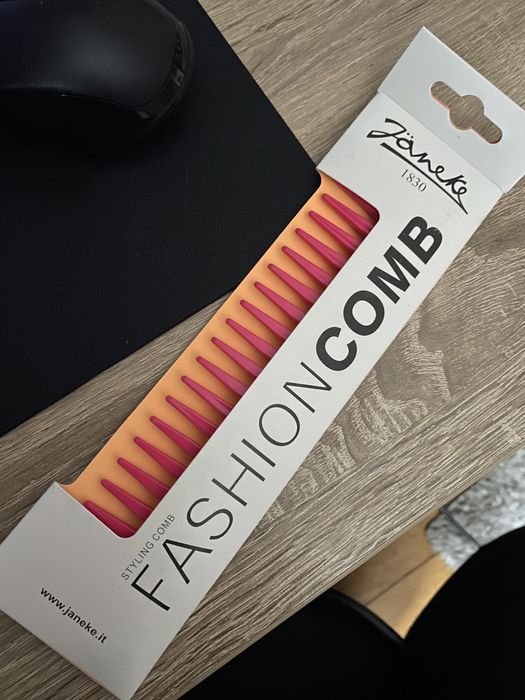 Jäneke
1830
STYLING COMB
FASHIONCOMB
www.janeke.it